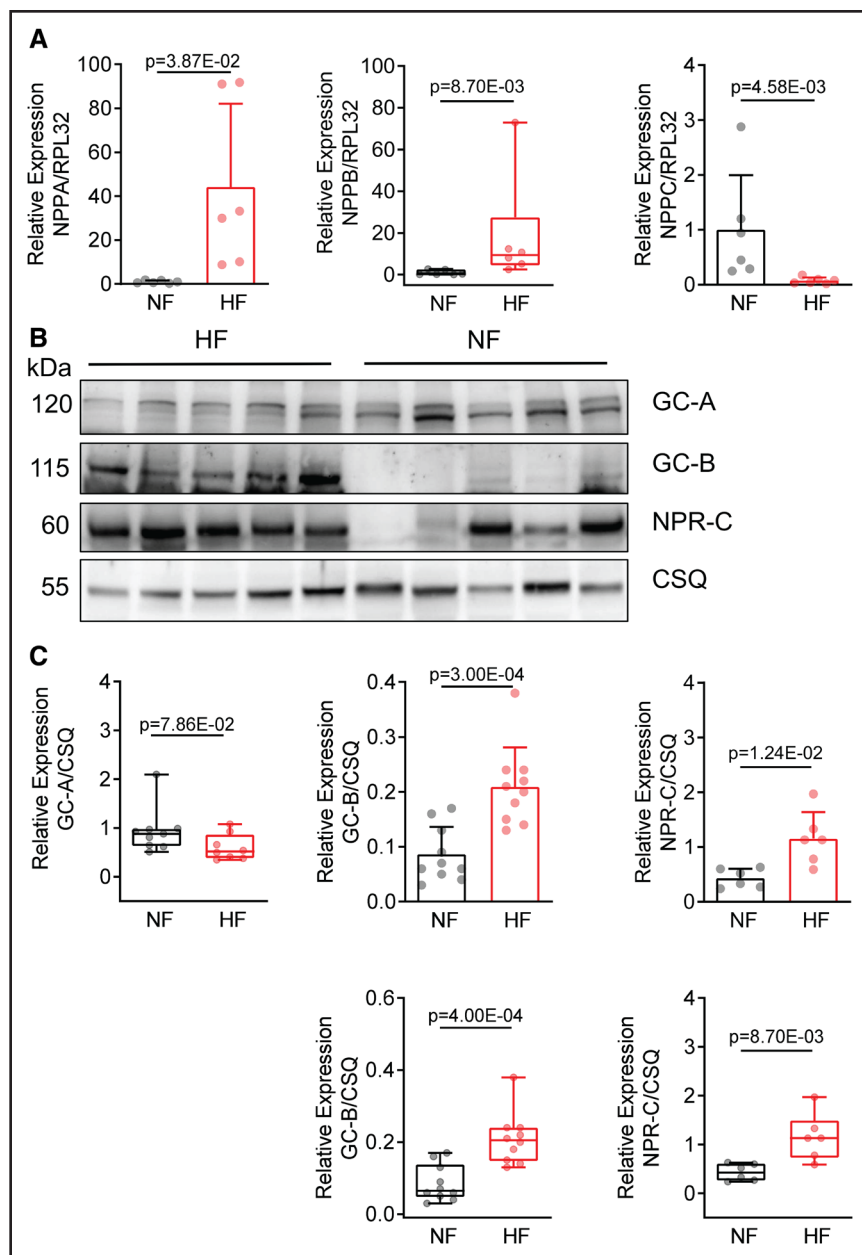 A
Relative Expression
NPPA/RPL32
100
80
60
40
20
0
p=3.87E-02
NF
HF
Relative Expression
NPPB/RPL32
100
80
60
40
20
0
p=8.70E-03
NF
HF
Relative Expression
NPPC/RPL32
4
3
2
1
0
p=4.58E-03
NF
HF
B
HF
NF
kDa
120
GC-A
115
GC-B
60
NPR-C
55
CSQ
C
Relative Expression
GC-A/CSQ
4
3
2
1
0
p=7.86E-02
NF
HF
Relative Expression
GC-B/CSQ
0.4
0.3
0.2
0.1
0.0
p=3.00E-04
NF
HF
Relative Expression
NPR-C/CSQ
4
3
2
1
0
p=1.24E-02
NF
HF
Relative Expression
GC-B/CSQ
0.6
0.4
0.2
0.0
p=4.00E-04
NF
HF
Relative Expression
NPR-C/CSQ
4
3
2
1
0
p=8.70E-03
NF
HF